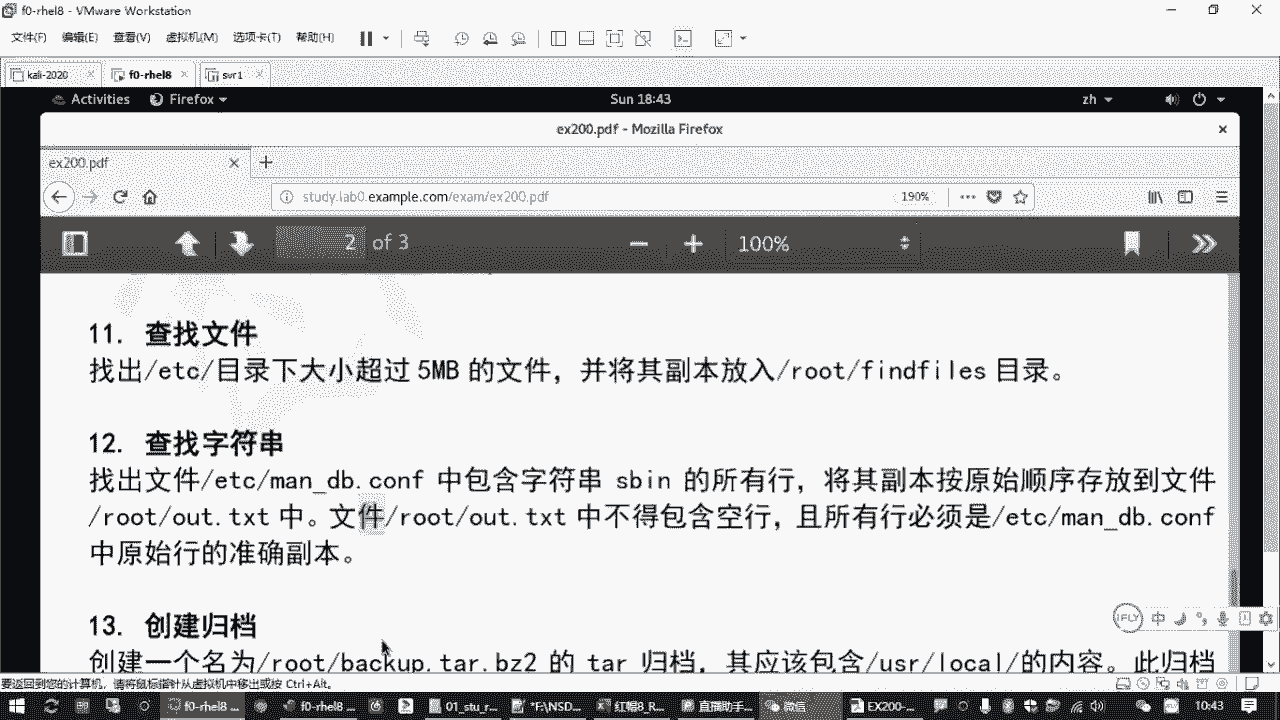 f0-rhel8 - VMware Workstation
文件(F) 编辑(E) 查看(V) 虚拟机(M) 选项卡(T) 帮助(H)
kali-2020 f0-rhel8 svr1
Activities Firefox Sun 18:43 zh
ex200.pdf - Mozilla Firefox
ex200.pdf
study.lab0.example.com/exam/ex200.pdf 190%
2 of 3 100%
11. 查找文件
找出/etc/目录下大小超过 5MB 的文件，并将其副本放入/root/findfiles 目录。
12. 查找字符串
找出文件/etc/man_db.conf 中包含字符串 sbin 的所有行，将其副本按原始顺序存放到文件
/root/out.txt 中。文件/root/out.txt 中不得包含空行，且所有行必须是/etc/man_db.conf
中原始行的准确副本。
13. 创建归档
创建一个名为/root/backup.tar.bz2 的 tar 归档，其应该包含/usr/local/的内容。此归档
iFLY 中
要返回到您的计算机，请将鼠标指针从虚拟机中移出或按 Ctrl+Alt。
f0-rhel8 ... f0-rhel8 ... 01_stu_r... *F\NSD... 红帽8_R... 直播助手... 微信 EX200-... 10:43